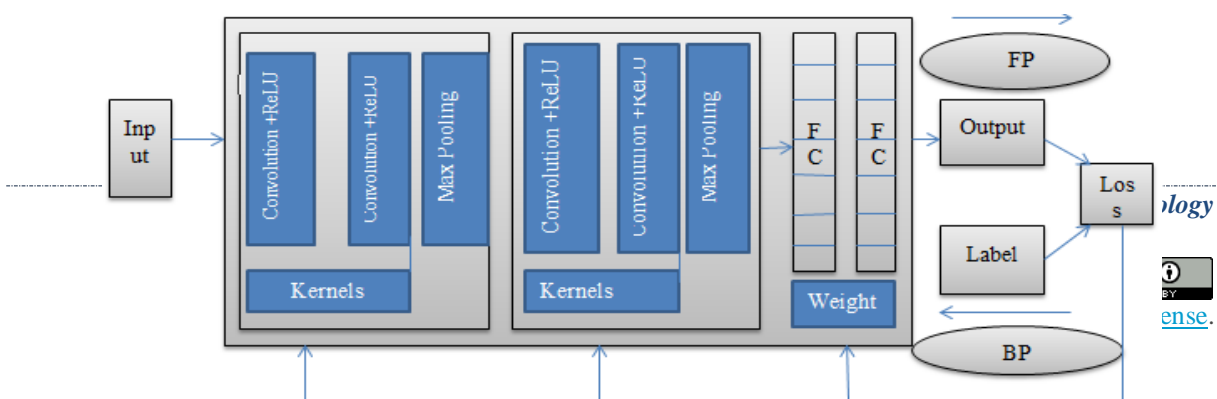 Inp
ut
Convolution +ReLU
Convolution +ReLU
Max Pooling
Kernels
Convolution +ReLU
Convolution +ReLU
Max Pooling
Kernels
F
C
F
C
Weight
FP
Output
Los
s
Label
BP
ology
BY
ense.